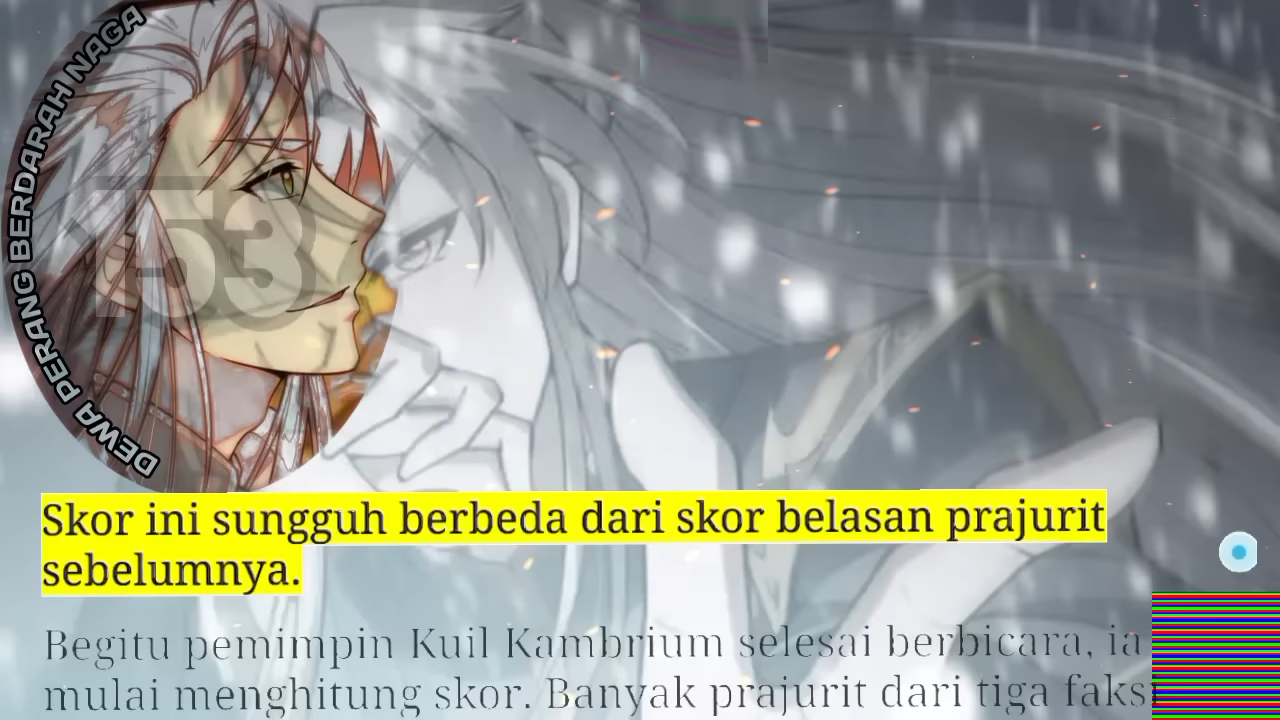 DEWA PERANG BERDARAH NAGA
153
Skor ini sungguh berbeda dari skor belasan prajurit
sebelumnya.
Begitu pemimpin Kuil Kambrium selesai berbicara, ia
mulai menghitung skor. Banyak prajurit dari tiga faksi